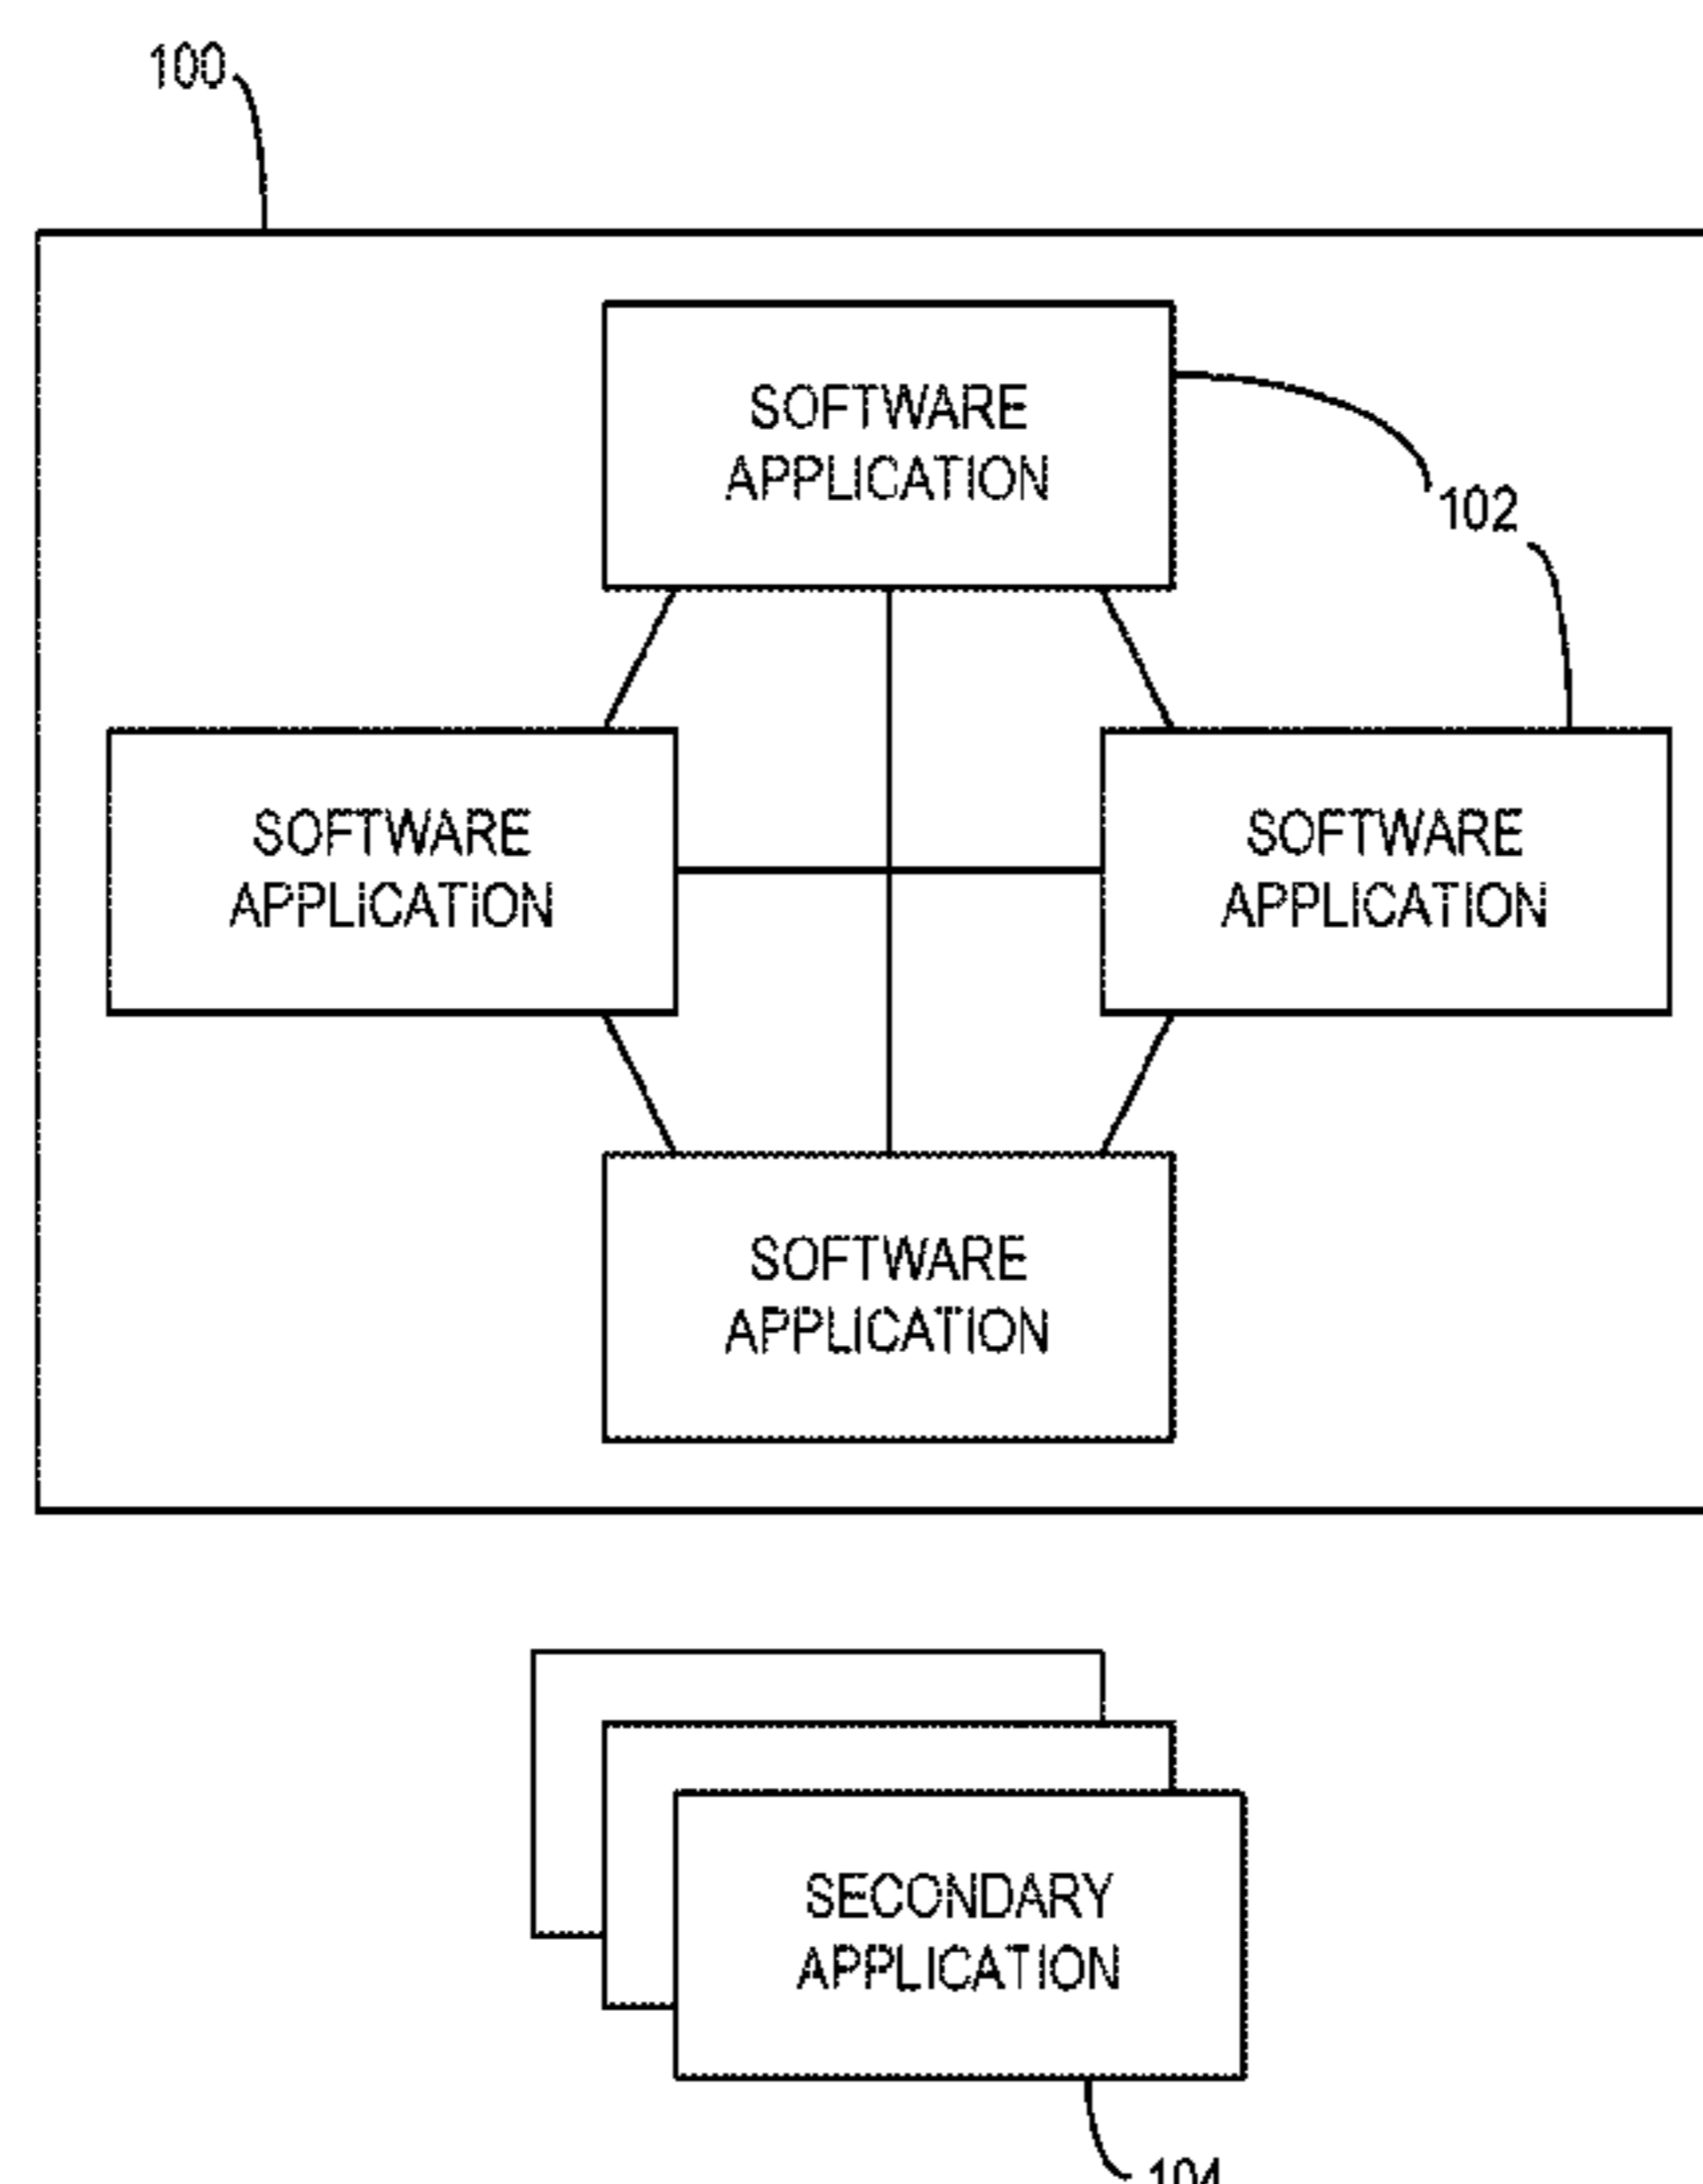 100
SOFTWARE
APPLICATION
102
SOFTWARE
APPLICATION
SOFTWARE
APPLICATION
SOFTWARE
APPLICATION
SECONDARY
APPLICATION
104